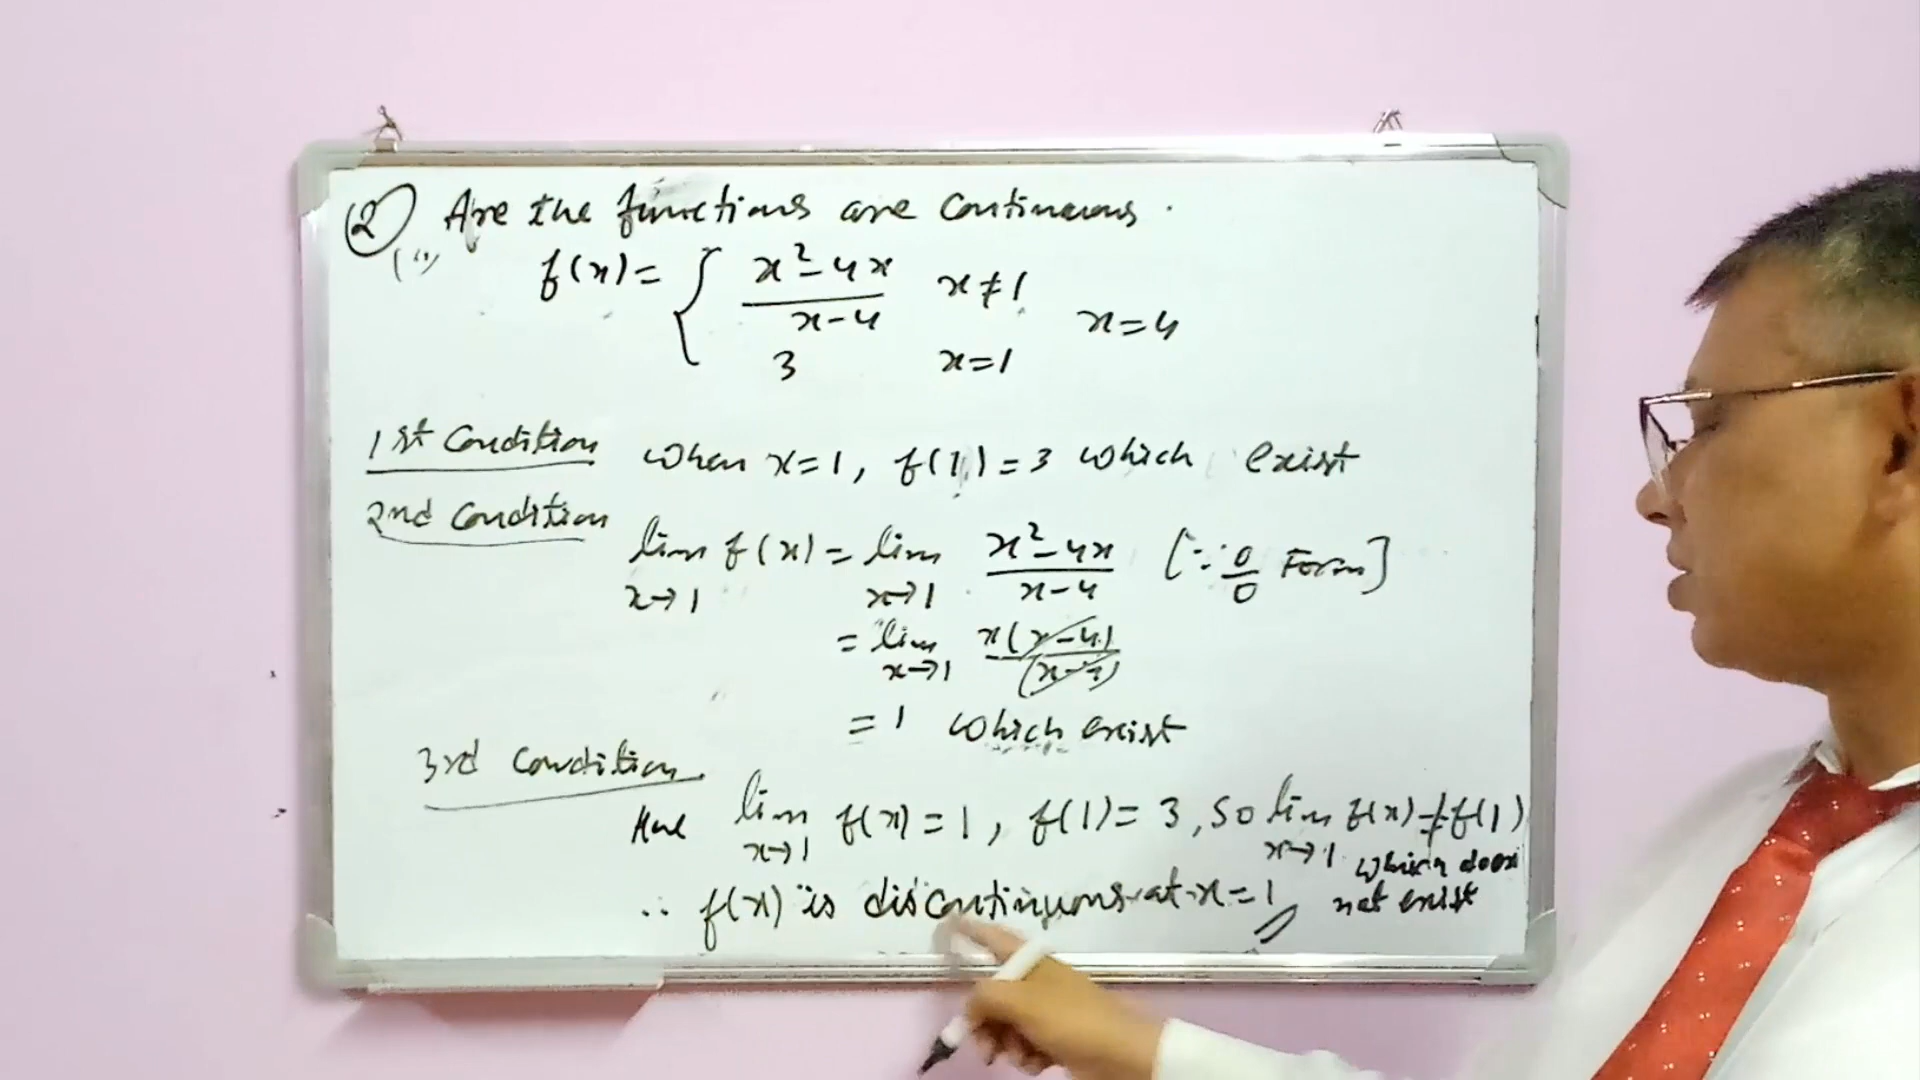 (2) Are the functions are continuous.
(i)
f(x) = { x²-4x / x-4  x≠1
3  x=1
x=4
1st Condition  when x=1, f(1)=3 which exist
2nd Condition
lim x→1 f(x) = lim x→1 x²-4x / x-4 [∵ 0/0 Form]
= lim x→1 x(x-4) / (x-4)
= 1 which exist
3rd Condition
Here lim x→1 f(x) = 1, f(1) = 3, So lim x→1 f(x) ≠ f(1)
which does not exist
∴ f(x) is discontinuous at x=1